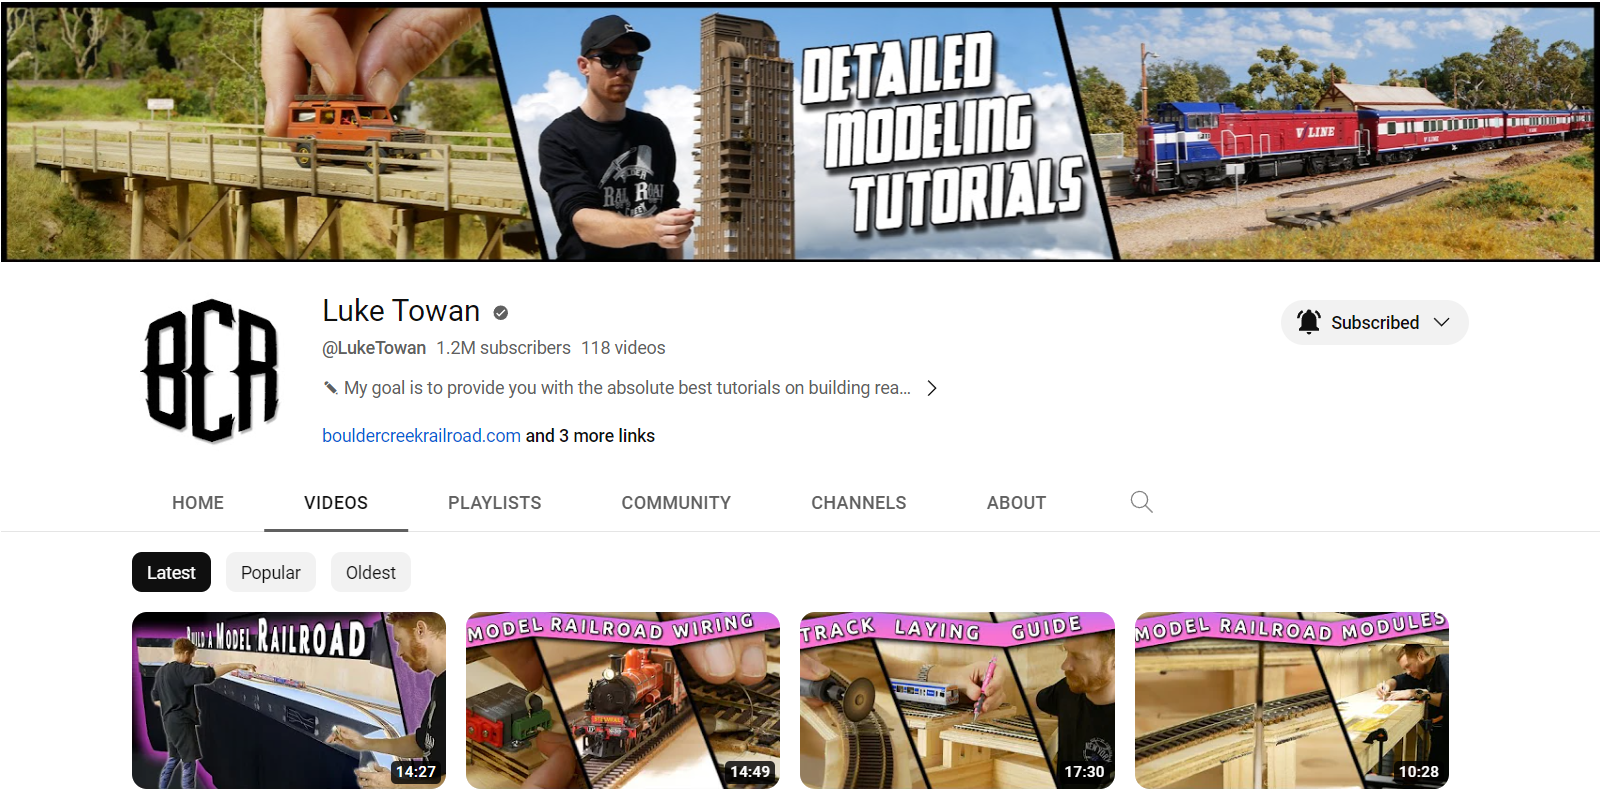 DETAILED
MODELING
TUTORIALS
V LINE
V LINE
RAIL ROAD
BCR
Luke Towan
@LukeTowan 1.2M subscribers 118 videos
My goal is to provide you with the absolute best tutorials on building rea...
bouldercreekrailroad.com and 3 more links
Subscribed
HOME VIDEOS PLAYLISTS COMMUNITY CHANNELS ABOUT
Latest Popular Oldest
BUILD A MODEL RAILROAD
14:27
MODEL RAILROAD WIRING
14:49
TRACK LAYING GUIDE
17:30
MODEL RAILROAD MODULES
10:28